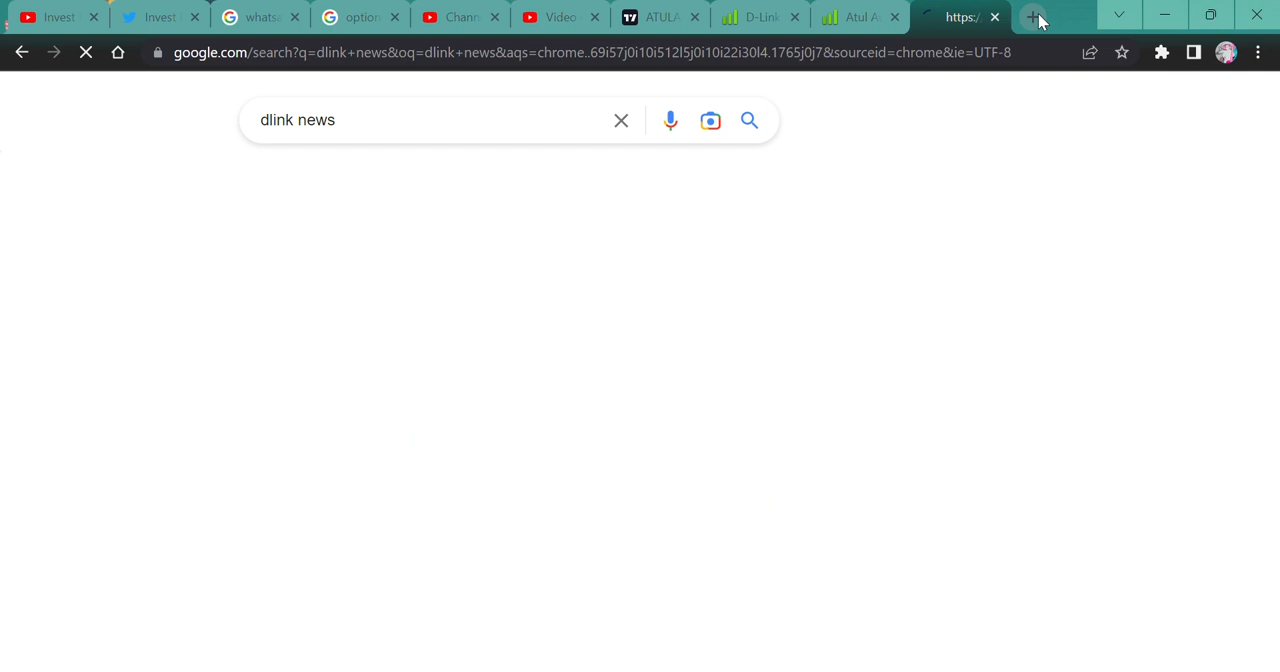 Invest
Invest
whatsa
option
Chann
Video
ATULA
D-Link
Atul A
https:/
google.com/search?q=dlink+news&oq=dlink+news&aqs=chrome..69i57j0i10i512l5j0i10i22i30l4.1765j0j7&sourceid=chrome&ie=UTF-8
dlink news